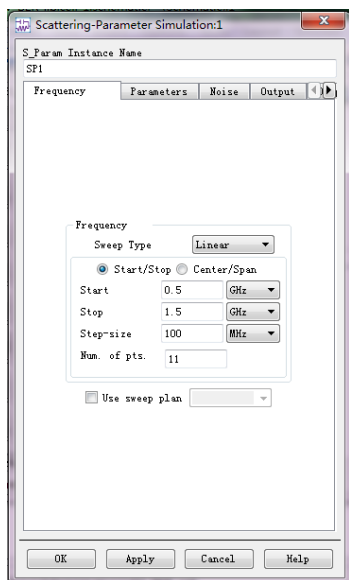 Scattering-Parameter Simulation:1
S_Param Instance Name
SP1
Frequency Parameters Noise Output
Frequency
Sweep Type Linear
Start/Stop Center/Span
Start 0.5 GHz
Stop 1.5 GHz
Step-size 100 MHz
Num. of pts. 11
Use sweep plan
OK Apply Cancel Help